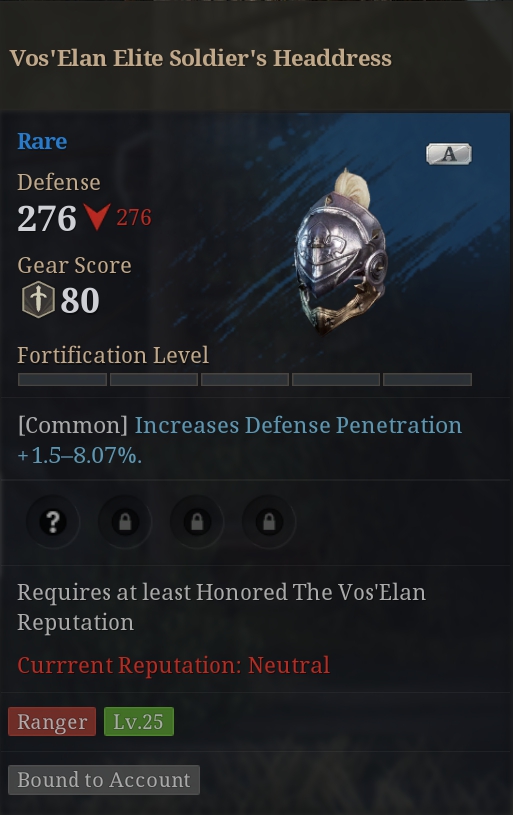 Vos'Elan Elite Soldier's Headdress
Rare
A
Defense
276 276
Gear Score
80
Fortification Level
[Common] Increases Defense Penetration
+1.5–8.07%.
?
Requires at least Honored The Vos'Elan
Reputation
Currrent Reputation: Neutral
Ranger Lv.25
Bound to Account